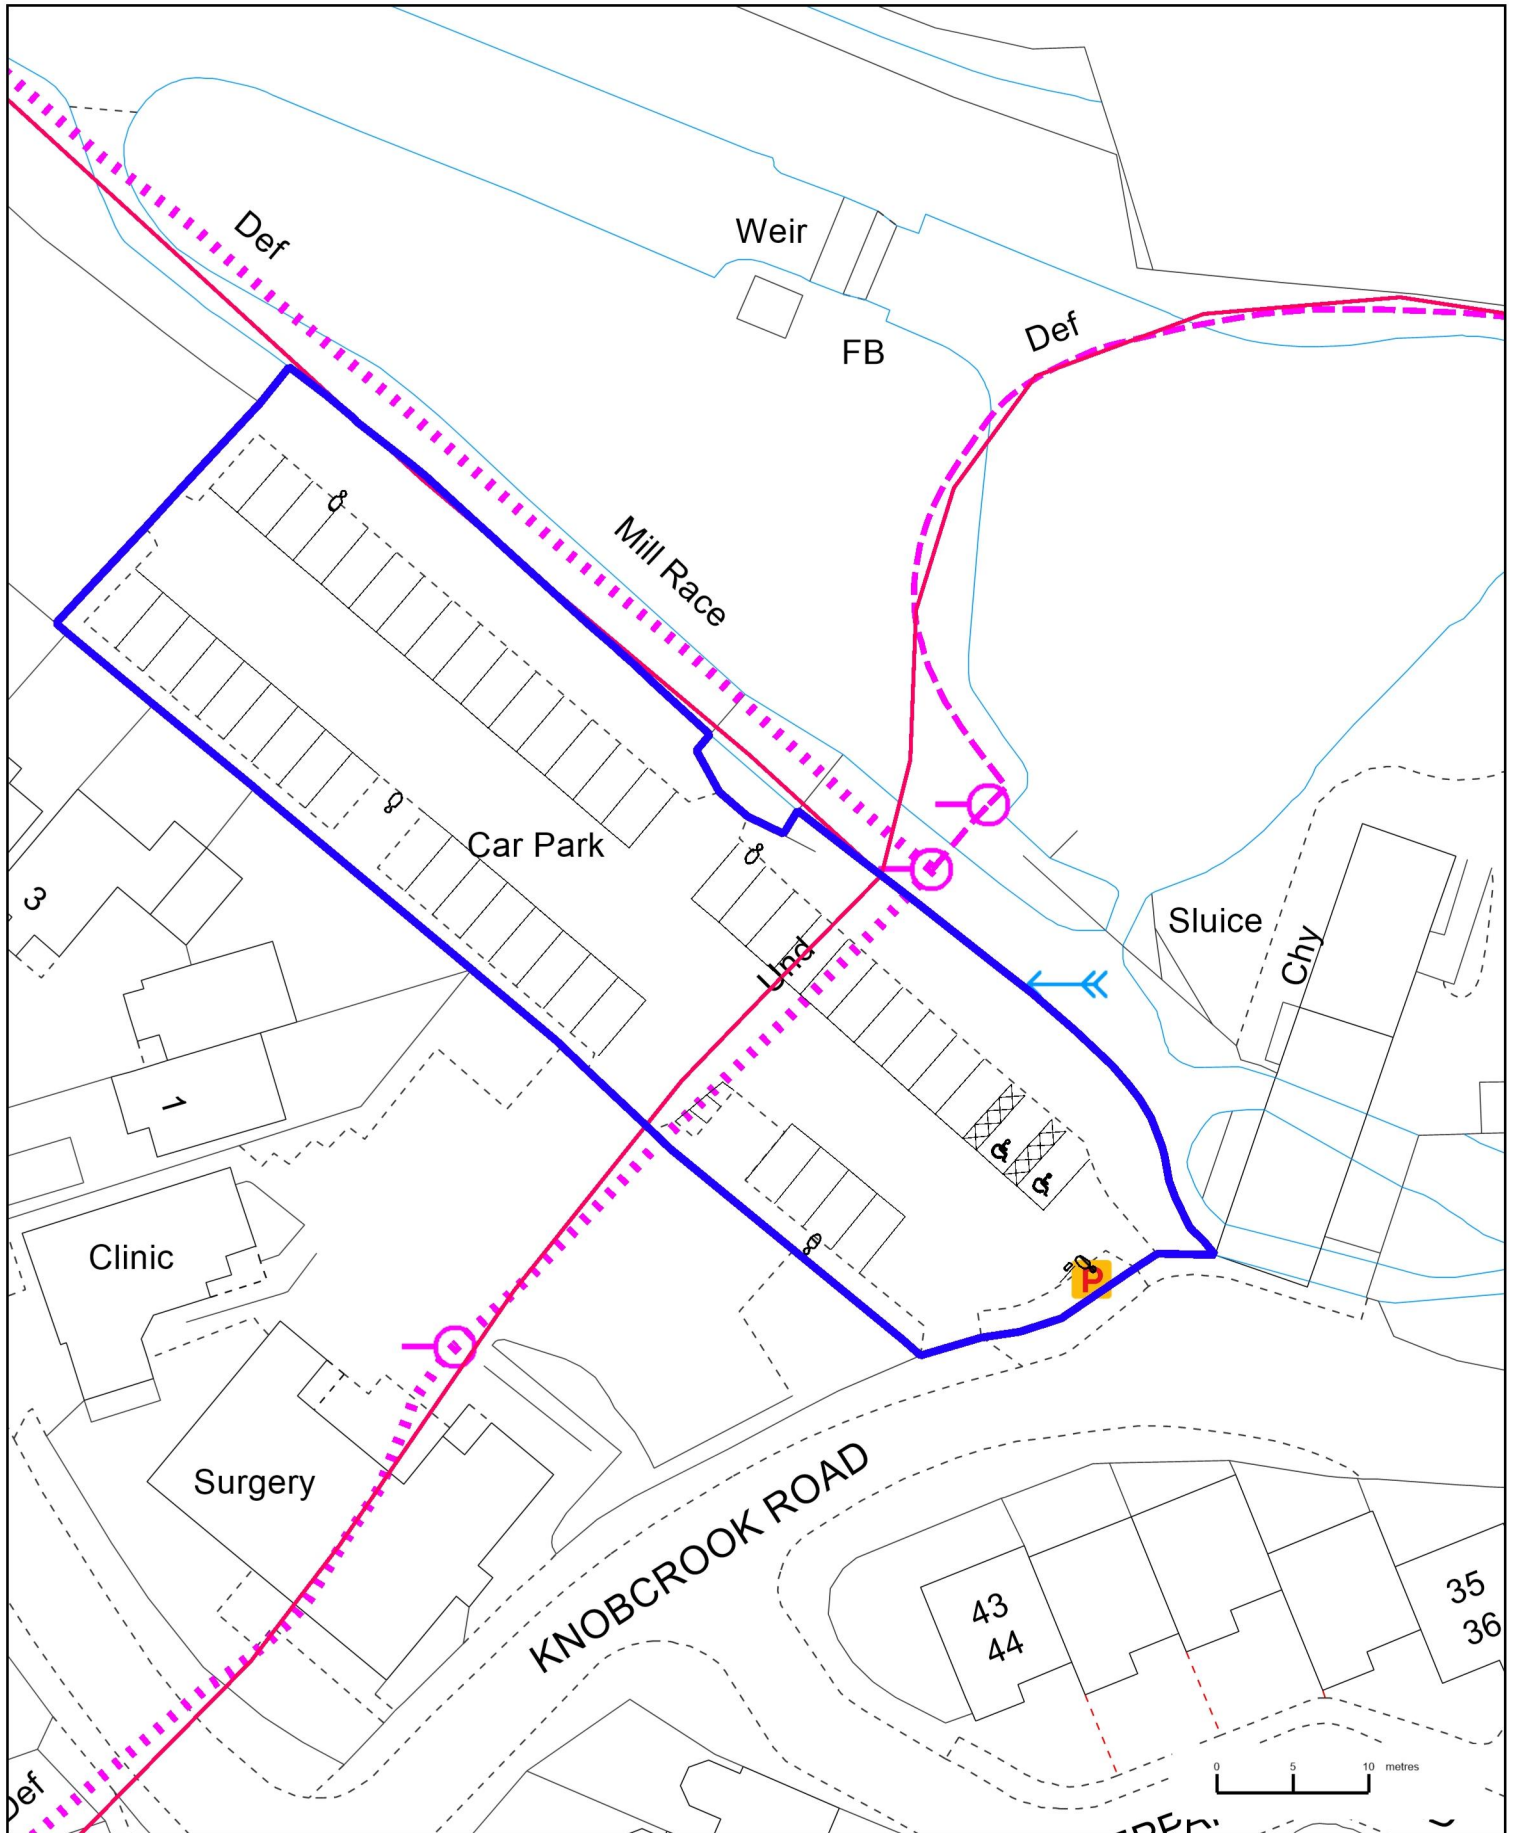 Def
Weir
Def
FB
Mill Race
Car Park
3
Sluice
Chy
Und
1
Clinic
P
Surgery
KNOBCROOK ROAD
43
44
35
36
0 5 10 metres
Def